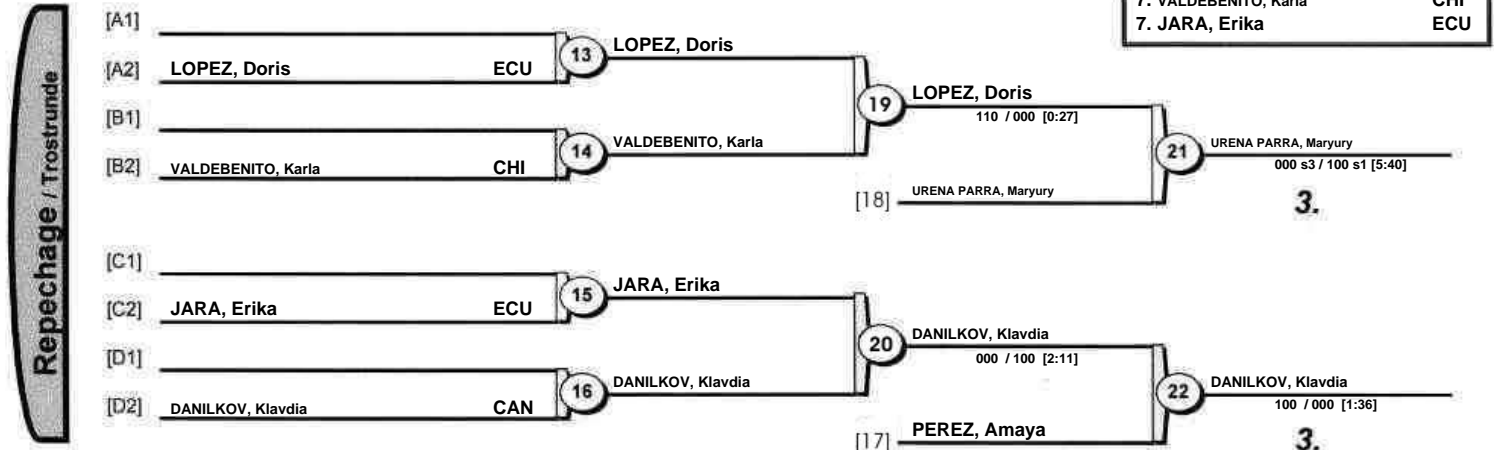 7. VALDEBENITO, Karla CHI
7. JARA, Erika ECU
Repechage / Trostrunde
[A1]
[A2] LOPEZ, Doris ECU
13
LOPEZ, Doris
[B1]
[B2] VALDEBENITO, Karla CHI
14
VALDEBENITO, Karla
19
LOPEZ, Doris
110 / 000 [0:27]
[18] URENA PARRA, Maryury
21
URENA PARRA, Maryury
000 s3 / 100 s1 [5:40]
3.
[C1]
[C2] JARA, Erika ECU
15
JARA, Erika
[D1]
[D2] DANILKOV, Klavdia CAN
16
DANILKOV, Klavdia
20
DANILKOV, Klavdia
000 / 100 [2:11]
[17] PEREZ, Amaya
22
DANILKOV, Klavdia
100 / 000 [1:36]
3.